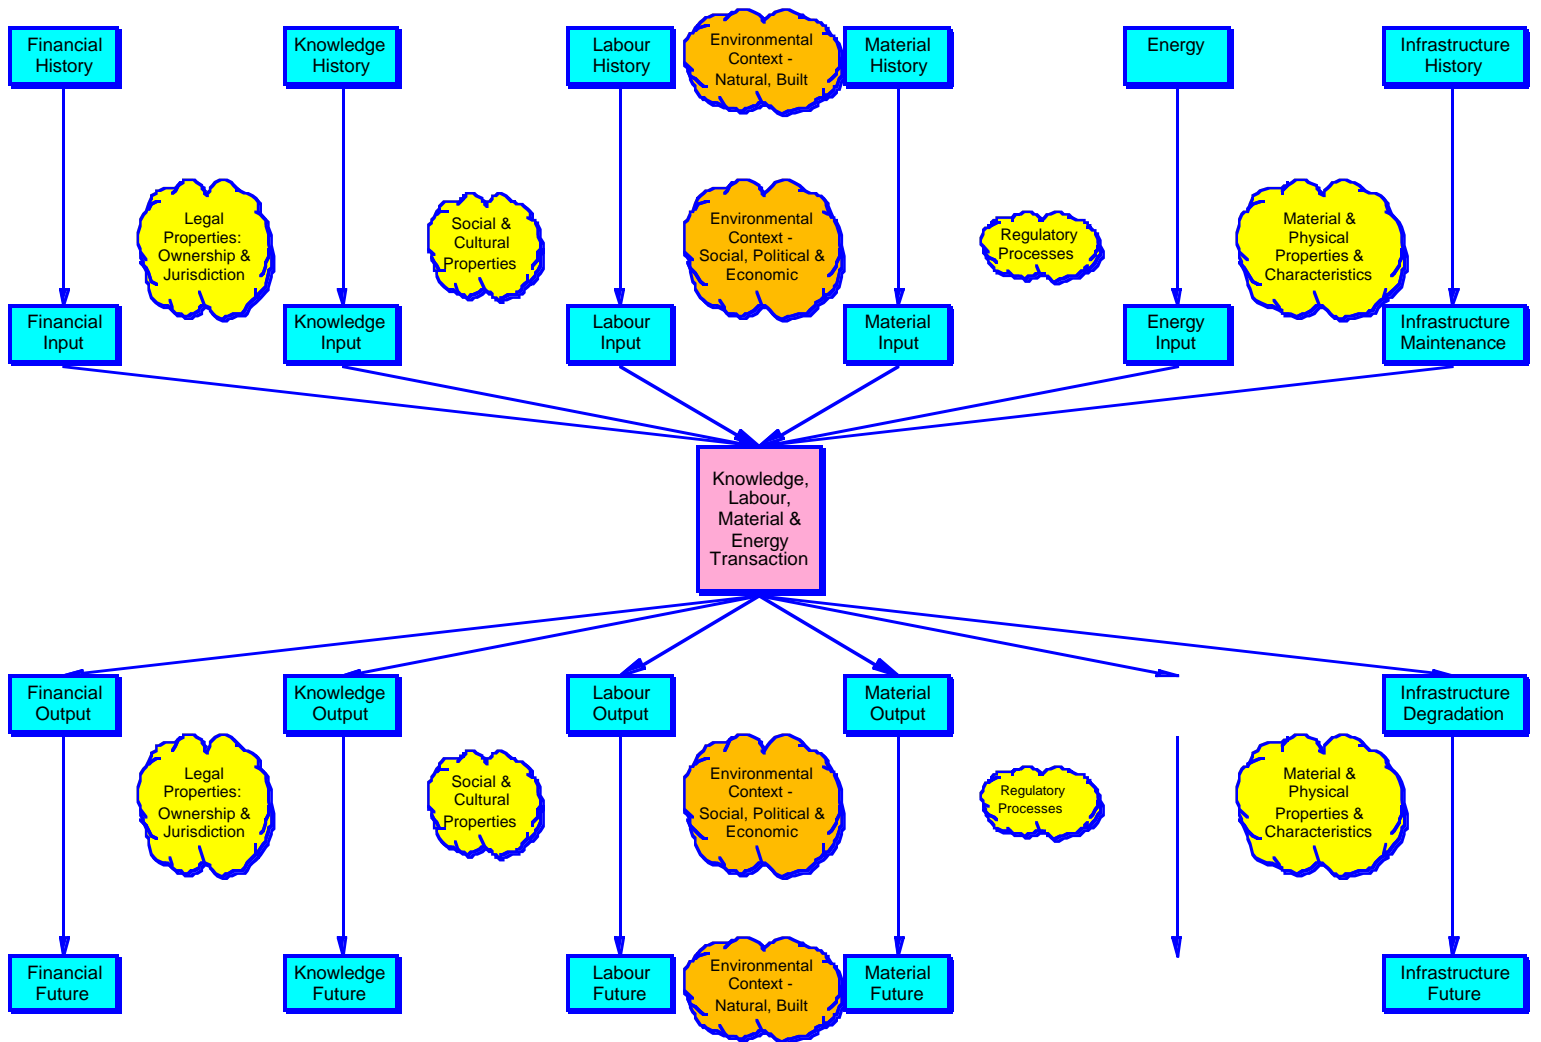 Financial
History
Knowledge
History
Labour
History
Environmental
Context -
Natural, Built
Material
History
Energy
Infrastructure
History
Legal
Properties:
Ownership &
Jurisdiction
Social &
Cultural
Properties
Environmental
Context -
Social, Political &
Economic
Regulatory
Processes
Material &
Physical
Properties &
Characteristics
Financial
Input
Knowledge
Input
Labour
Input
Material
Input
Energy
Input
Infrastructure
Maintenance
Knowledge,
Labour,
Material &
Energy
Transaction
Financial
Output
Knowledge
Output
Labour
Output
Material
Output
Infrastructure
Degradation
Legal
Properties:
Ownership &
Jurisdiction
Social &
Cultural
Properties
Environmental
Context -
Social, Political &
Economic
Regulatory
Processes
Material &
Physical
Properties &
Characteristics
Financial
Future
Knowledge
Future
Labour
Future
Environmental
Context -
Natural, Built
Material
Future
Infrastructure
Future